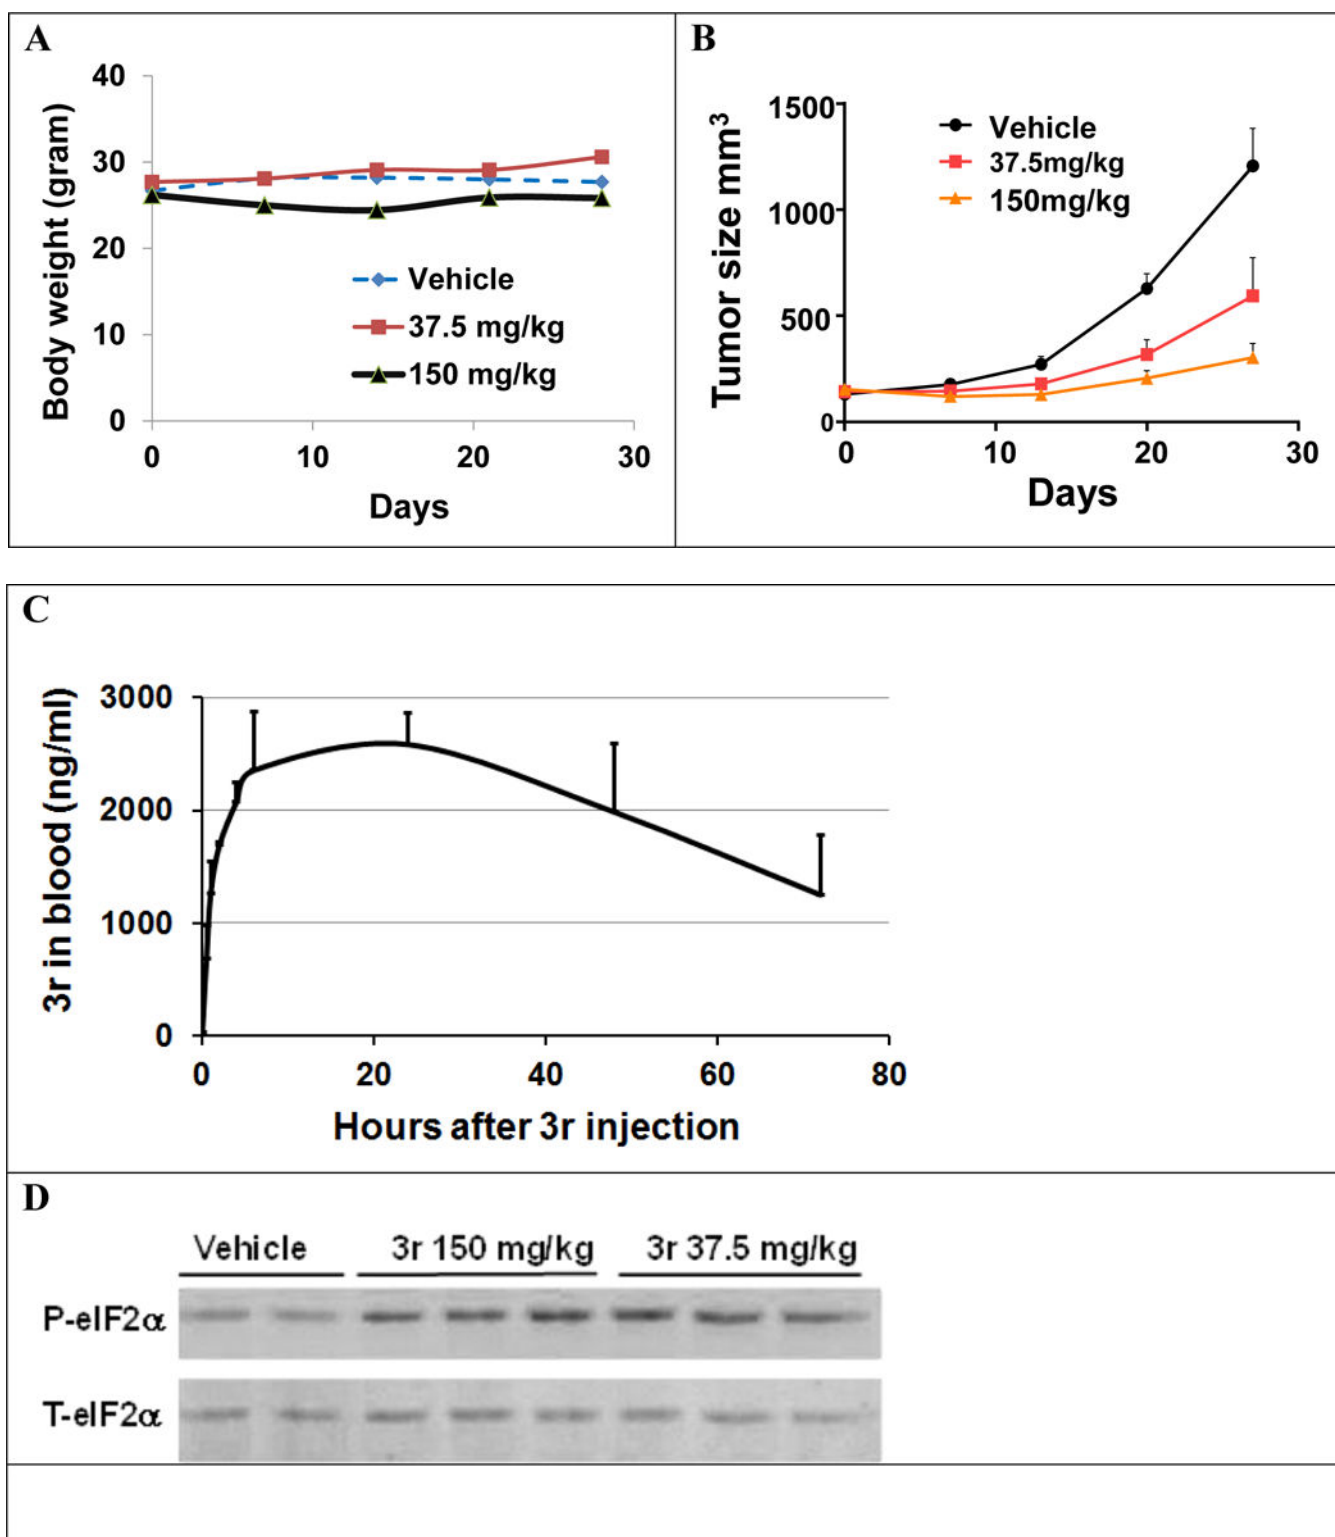 A
Body weight (gram)
40
30
20
10
0
Vehicle
37.5 mg/kg
150 mg/kg
0 10 20 30
Days
B
Tumor size mm³
1500
1000
500
0
Vehicle
37.5mg/kg
150mg/kg
0 10 20 30
Days
C
3r in blood (ng/ml)
3000
2000
1000
0
0 20 40 60 80
Hours after 3r injection
D
Vehicle 3r 150 mg/kg 3r 37.5 mg/kg
P-eIF2α
T-eIF2α